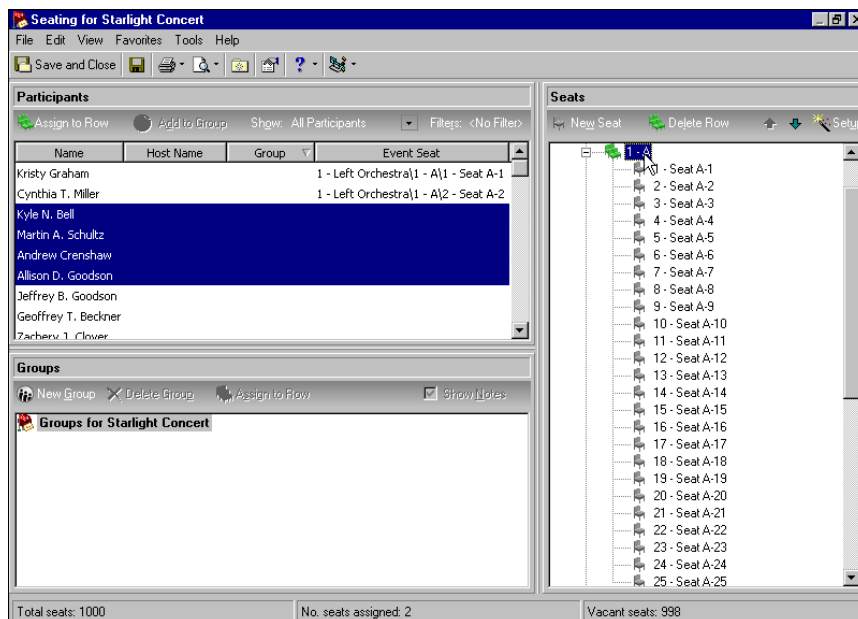 Seating for Starlight Concert
File Edit View Favorites Tools Help
Save and Close
Participants
Assign to Row Add to Group Show: All Participants Filters: <No Filter>
Name Host Name Group Event Seat
Kristy Graham 1 - Left Orchestra\1 - A\1 - Seat A-1
Cynthia T. Miller 1 - Left Orchestra\1 - A\2 - Seat A-2
Kyle N. Bell
Martin A. Schultz
Andrew Crenshaw
Allison D. Goodson
Jeffrey B. Goodson
Geoffrey T. Beckner
Zachery J. Clover
Groups
New Group Delete Group Assign to Row Show Notes
Groups for Starlight Concert
Seats
New Seat Delete Row Setup
1 - A
1 - Seat A-1
2 - Seat A-2
3 - Seat A-3
4 - Seat A-4
5 - Seat A-5
6 - Seat A-6
7 - Seat A-7
8 - Seat A-8
9 - Seat A-9
10 - Seat A-10
11 - Seat A-11
12 - Seat A-12
13 - Seat A-13
14 - Seat A-14
15 - Seat A-15
16 - Seat A-16
17 - Seat A-17
18 - Seat A-18
19 - Seat A-19
20 - Seat A-20
21 - Seat A-21
22 - Seat A-22
23 - Seat A-23
24 - Seat A-24
25 - Seat A-25
Total seats: 1000 No. seats assigned: 2 Vacant seats: 998